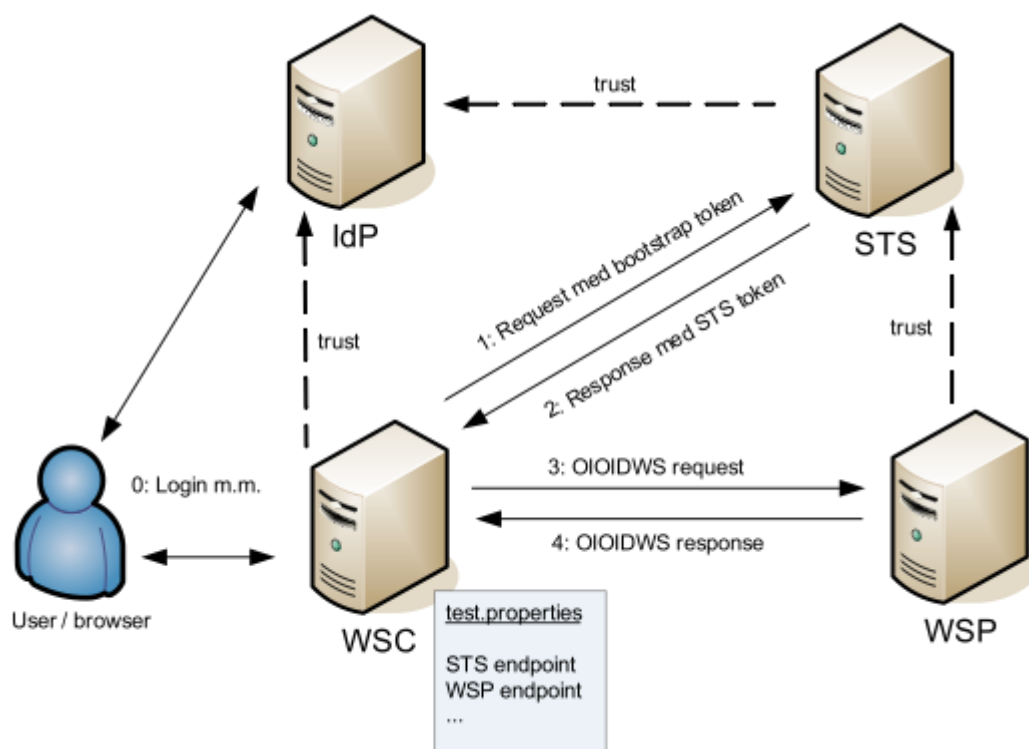 trust
IdP
STS
1: Request med bootstrap token
2: Response med STS token
trust
trust
0: Login m.m.
3: OIOIDWS request
4: OIOIDWS response
User / browser
WSC
WSP
test.properties
STS endpoint
WSP endpoint
...